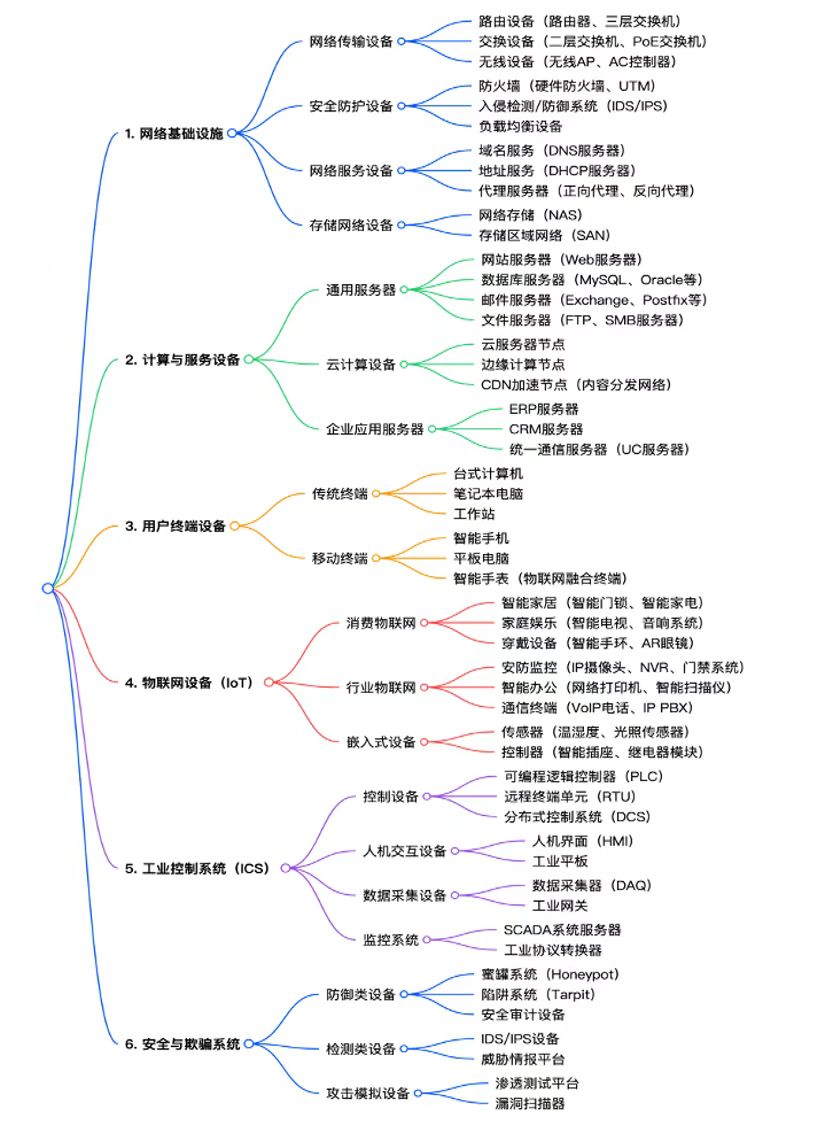 1. 网络基础设施
网络传输设备
路由设备（路由器、三层交换机）
交换设备（二层交换机、PoE交换机）
无线设备（无线AP、AC控制器）
安全防护设备
防火墙（硬件防火墙、UTM）
入侵检测/防御系统（IDS/IPS）
负载均衡设备
网络服务设备
域名服务（DNS服务器）
地址服务（DHCP服务器）
代理服务器（正向代理、反向代理）
存储网络设备
网络存储（NAS）
存储区域网络（SAN）
2. 计算与服务设备
通用服务器
网站服务器（Web服务器）
数据库服务器（MySQL、Oracle等）
邮件服务器（Exchange、Postfix等）
文件服务器（FTP、SMB服务器）
云计算设备
云服务器节点
边缘计算节点
CDN加速节点（内容分发网络）
企业应用服务器
ERP服务器
CRM服务器
统一通信服务器（UC服务器）
3. 用户终端设备
传统终端
台式计算机
笔记本电脑
工作站
移动终端
智能手机
平板电脑
智能手表（物联网融合终端）
4. 物联网设备（IoT）
消费物联网
智能家居（智能门锁、智能家电）
家庭娱乐（智能电视、音响系统）
穿戴设备（智能手环、AR眼镜）
行业物联网
安防监控（IP摄像头、NVR、门禁系统）
智能办公（网络打印机、智能扫描仪）
通信终端（VoIP电话、IP PBX）
嵌入式设备
传感器（温湿度、光照传感器）
控制器（智能插座、继电器模块）
5. 工业控制系统（ICS）
控制设备
可编程逻辑控制器（PLC）
远程终端单元（RTU）
分布式控制系统（DCS）
人机交互设备
人机界面（HMI）
工业平板
数据采集设备
数据采集器（DAQ）
工业网关
监控系统
SCADA系统服务器
工业协议转换器
6. 安全与欺骗系统
防御类设备
蜜罐系统（Honeypot）
陷阱系统（Tarpit）
安全审计设备
检测类设备
IDS/IPS设备
威胁情报平台
攻击模拟设备
渗透测试平台
漏洞扫描器